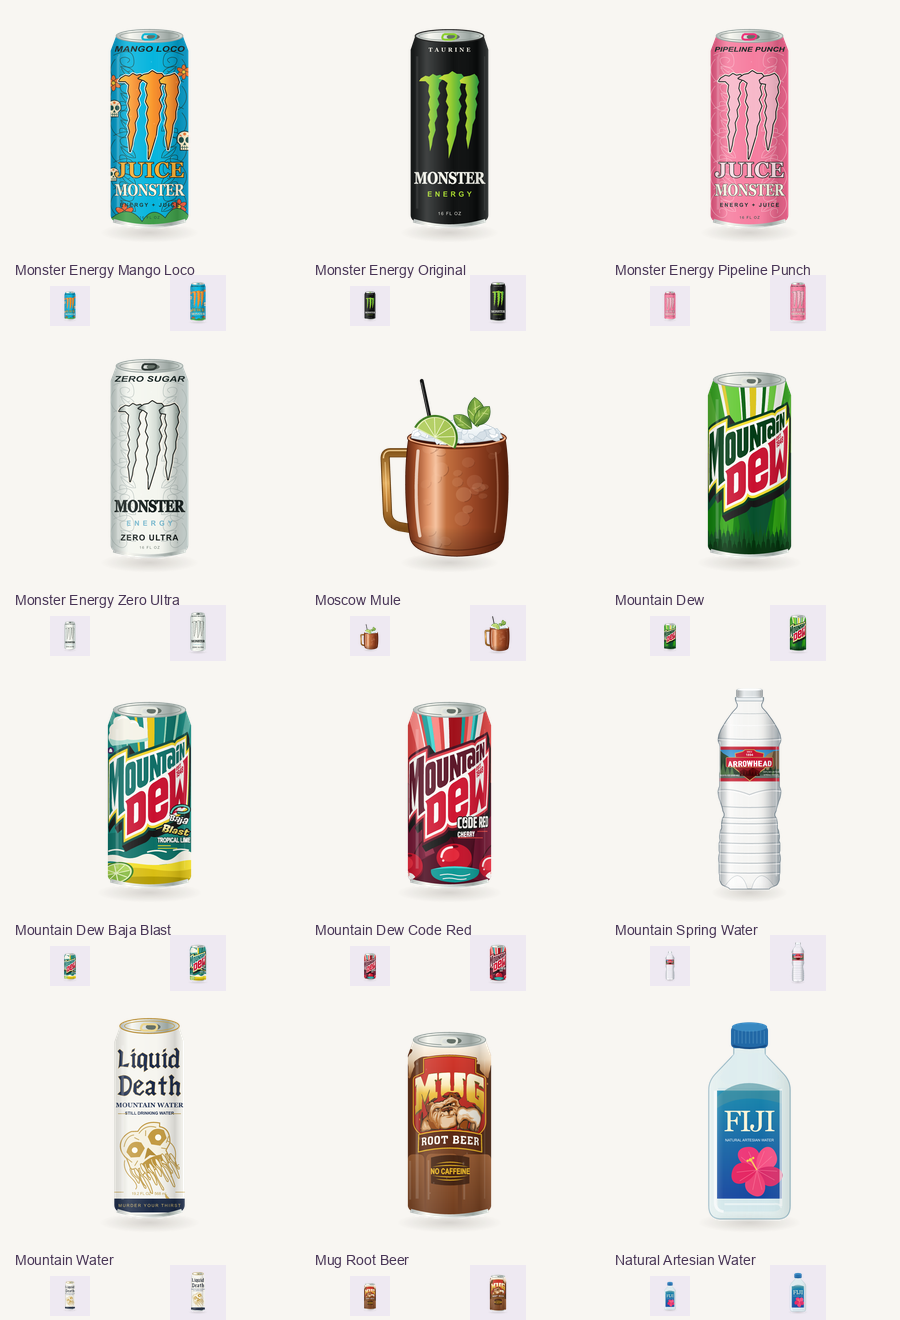 MANGO LOCO
JUICE
MONSTER
ENERGY + JUICE
Monster Energy Mango Loco
TAURINE
MONSTER
ENERGY
16 FL OZ
Monster Energy Original
PIPELINE PUNCH
JUICE
MONSTER
ENERGY + JUICE
16 FL OZ
Monster Energy Pipeline Punch
ZERO SUGAR
MONSTER
ENERGY
ZERO ULTRA
16 FL OZ
Monster Energy Zero Ultra
Moscow Mule
MOUNTAIN
DEW
Mountain Dew
MOUNTAIN
DEW
Baja
Blast
TROPICAL LIME
Mountain Dew Baja Blast
MOUNTAIN
DEW
CODE RED
CHERRY
Mountain Dew Code Red
ARROWHEAD
Mountain Spring Water
Liquid
Death
MOUNTAIN WATER
STILL DRINKING WATER
MURDER YOUR THIRST
Mountain Water
MUG
ROOT BEER
NO CAFFEINE
Mug Root Beer
FIJI
NATURAL ARTESIAN WATER
Natural Artesian Water